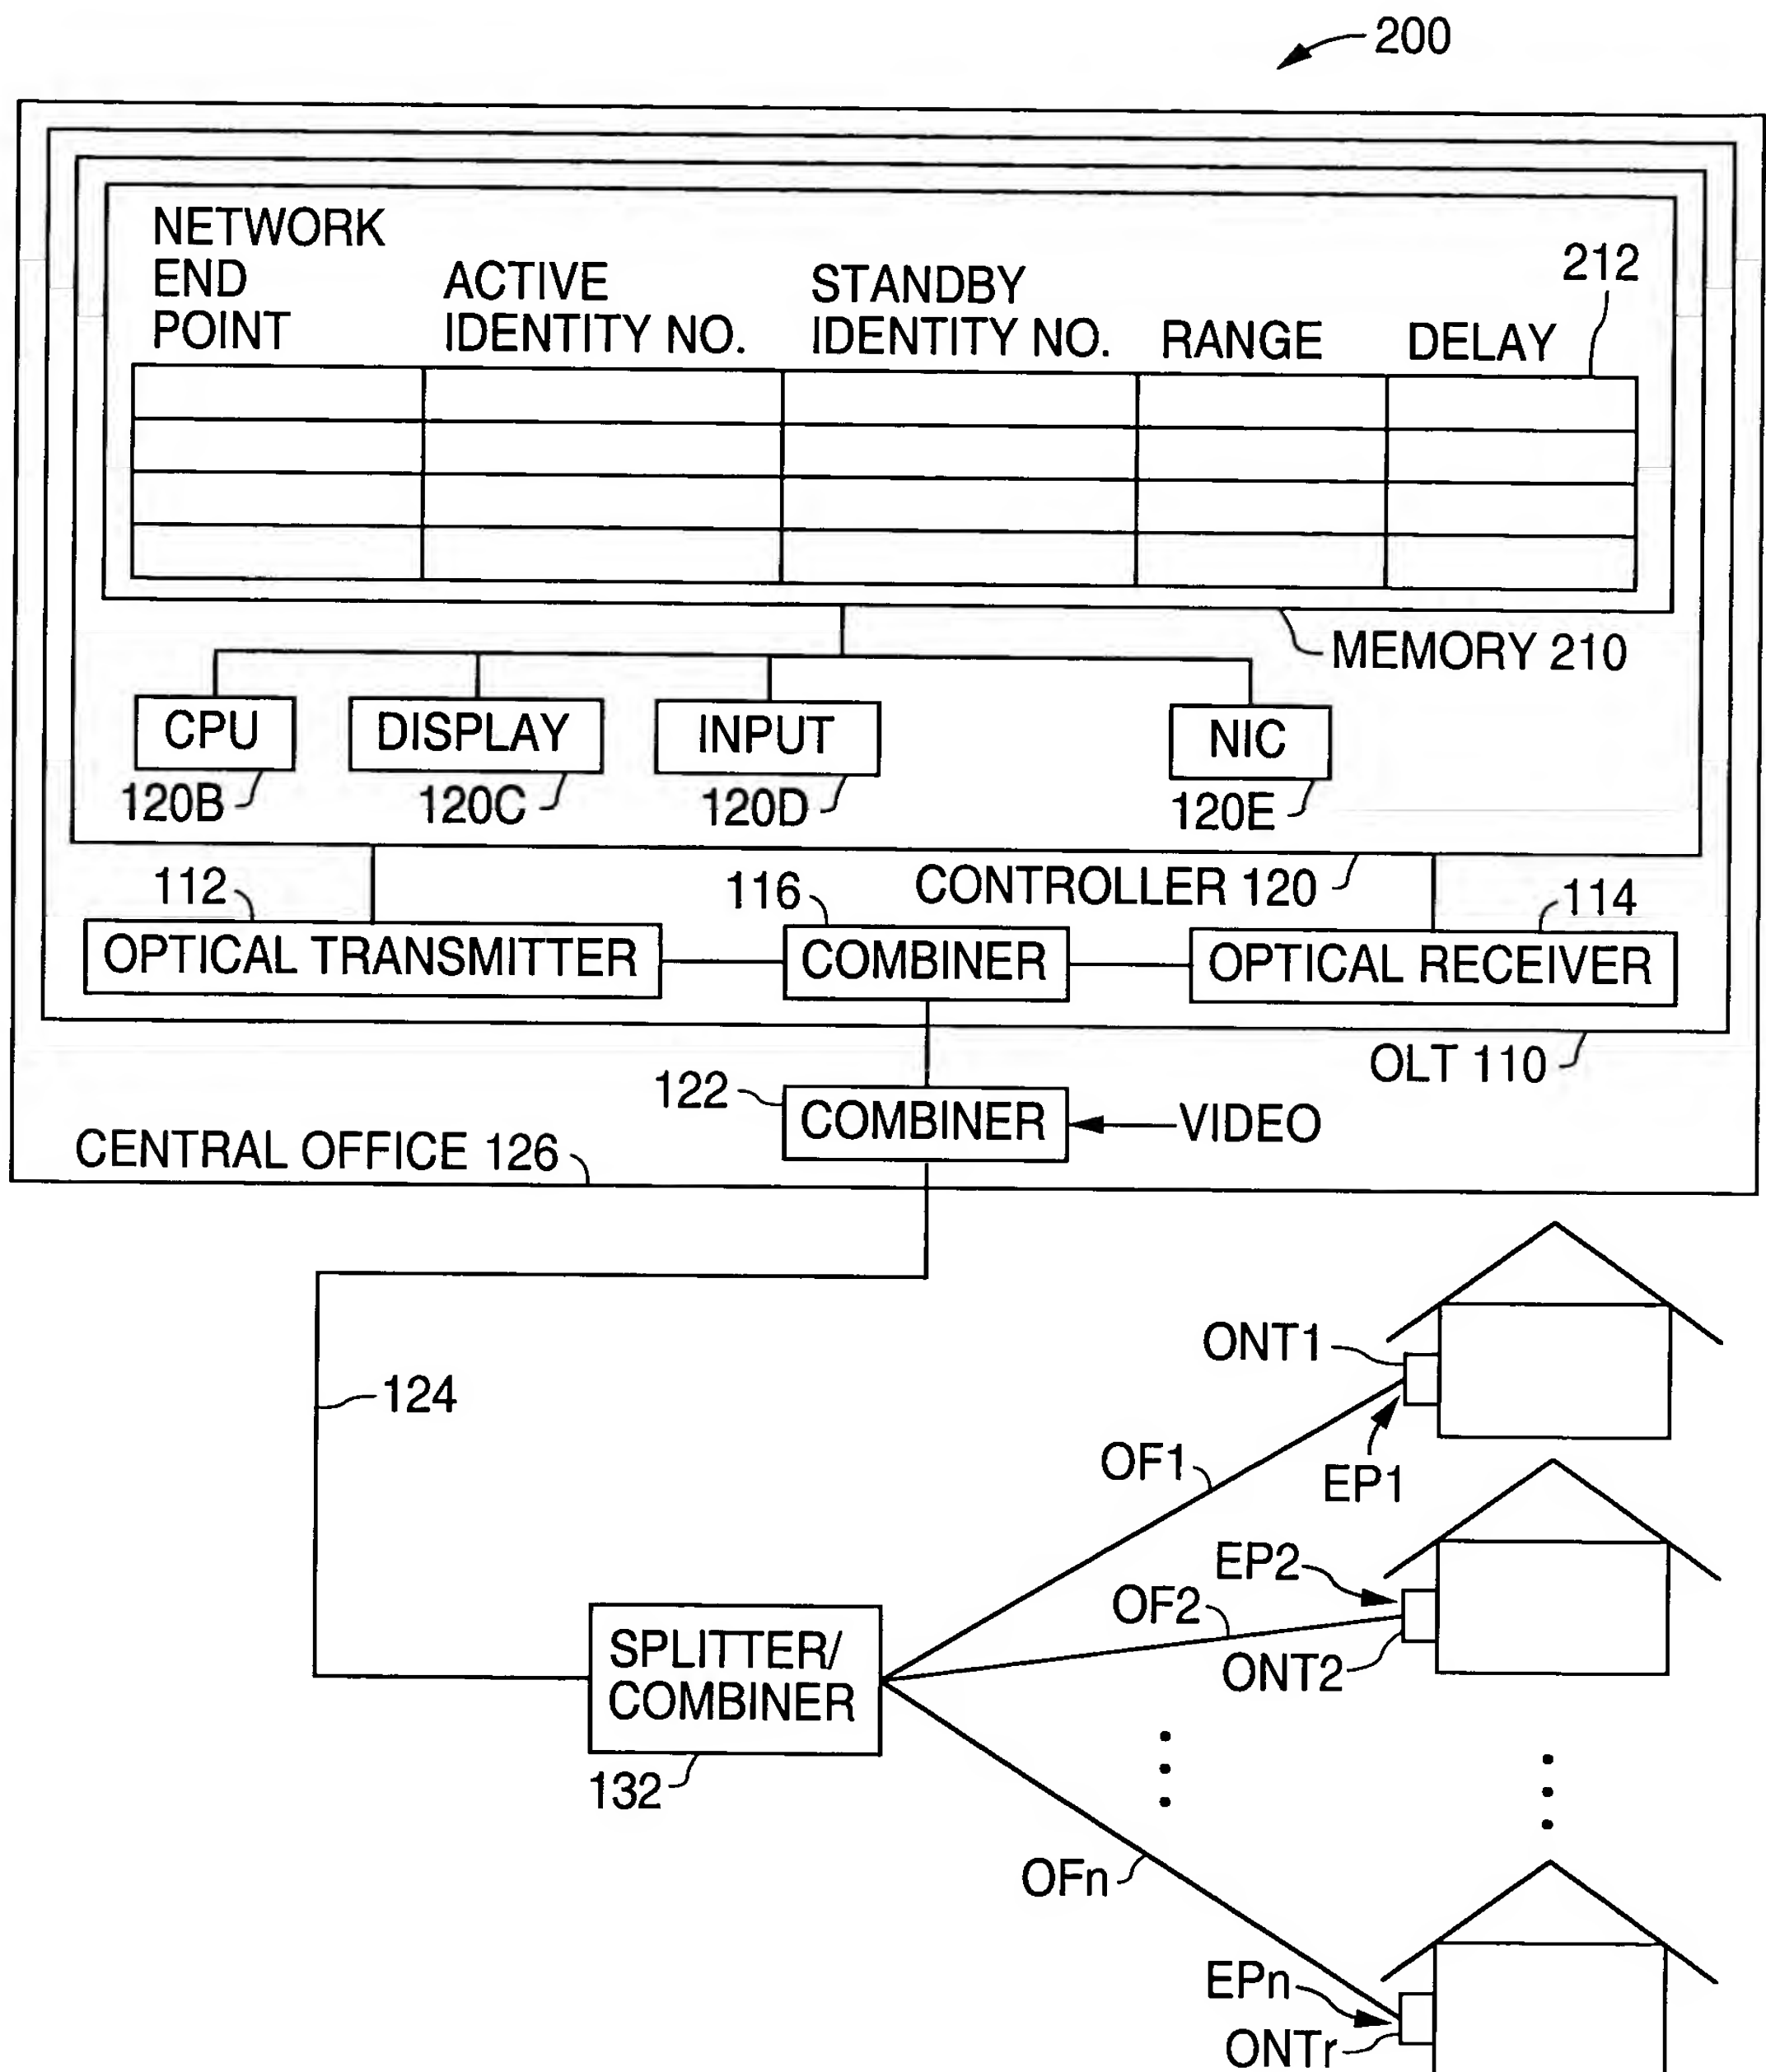 200
NETWORK
END
POINT
ACTIVE
IDENTITY NO.
STANDBY
IDENTITY NO.
RANGE
DELAY
212
MEMORY 210
CPU
DISPLAY
INPUT
NIC
120B
120C
120D
120E
CONTROLLER 120
112
116
114
OPTICAL TRANSMITTER
COMBINER
OPTICAL RECEIVER
OLT 110
122
COMBINER
VIDEO
CENTRAL OFFICE 126
124
ONT1
OF1
EP1
EP2
OF2
ONT2
SPLITTER/
COMBINER
132
OFn
EPn
ONTr